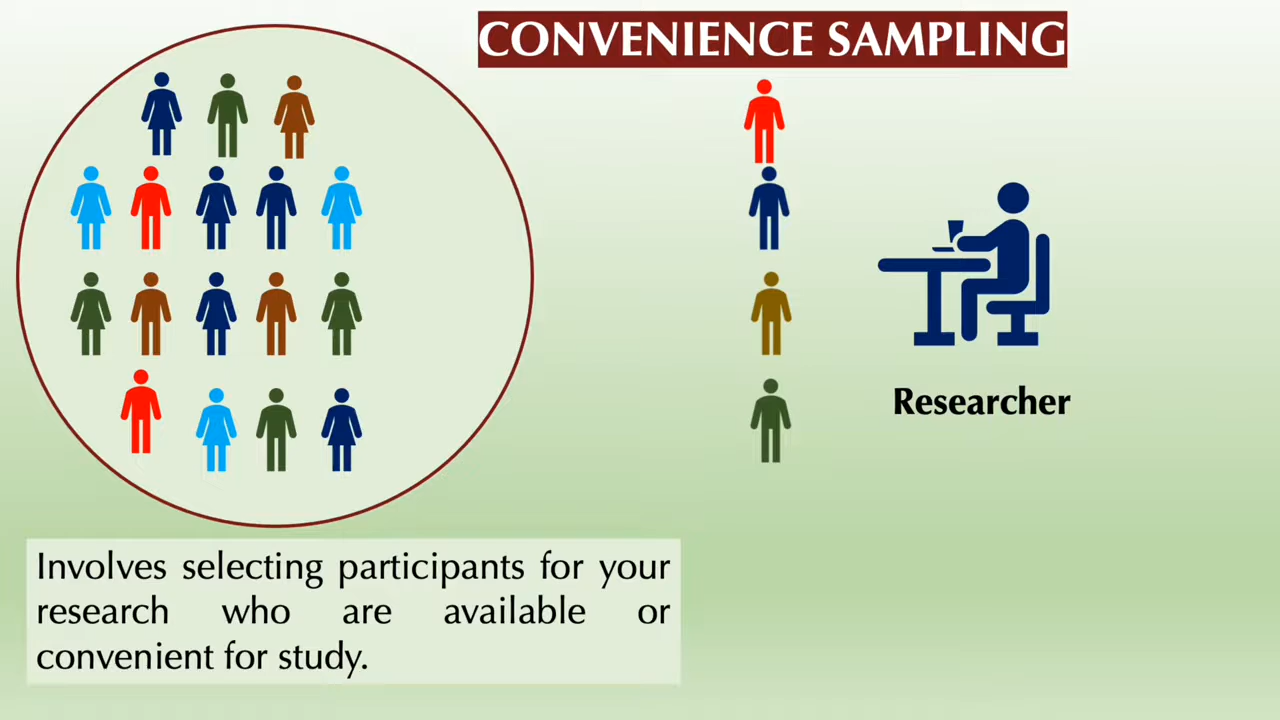 CONVENIENCE SAMPLING
Researcher
Involves selecting participants for your
research who are available or
convenient for study.